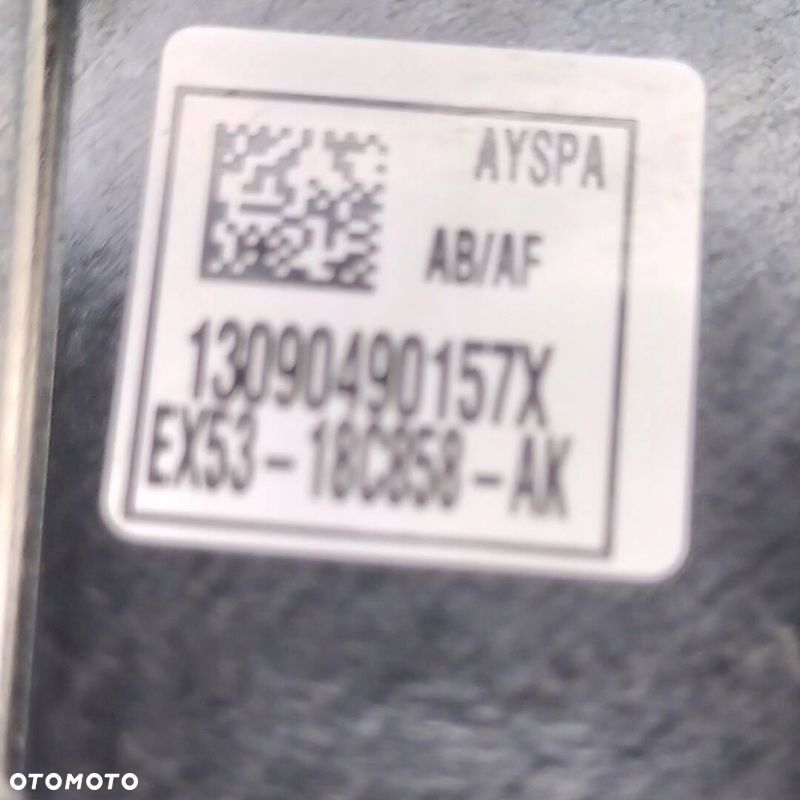 AYSPA
AB/AF
13090490157X
EX53-18C858-AK
OTOMOTO